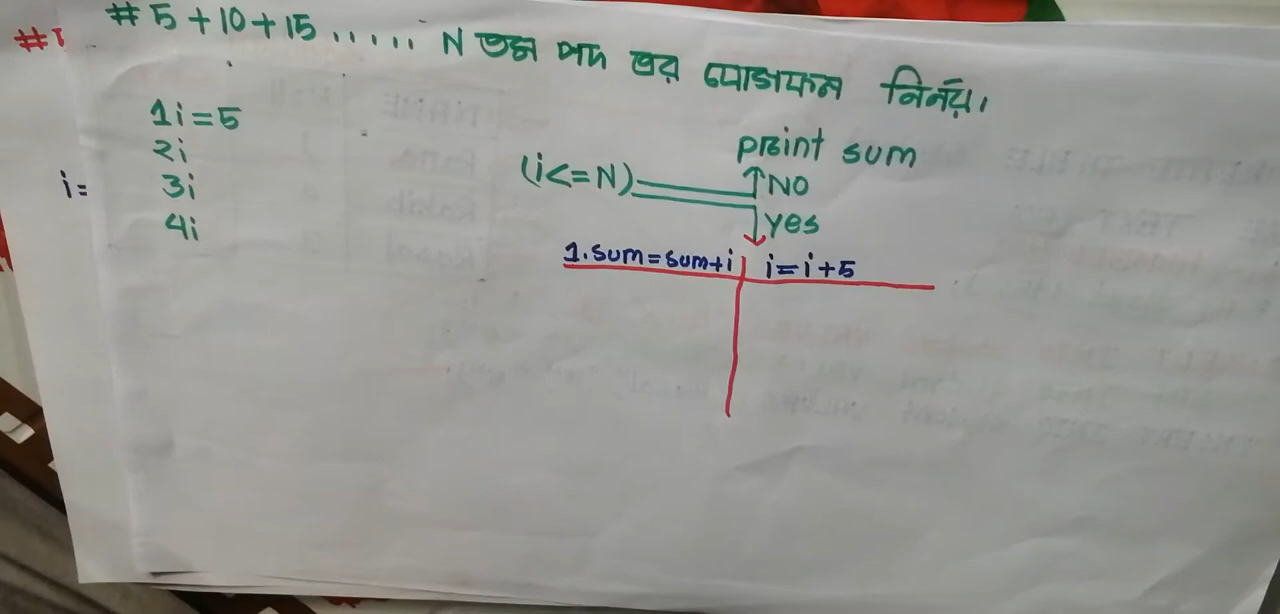 # 5 + 10 + 15 ..... N তম পদ এর যোগফল নির্নয়।
1i = 5
2i
i= 3i
4i
print sum
(i<=N) NO
Yes
1. sum = sum+i i = i + 5